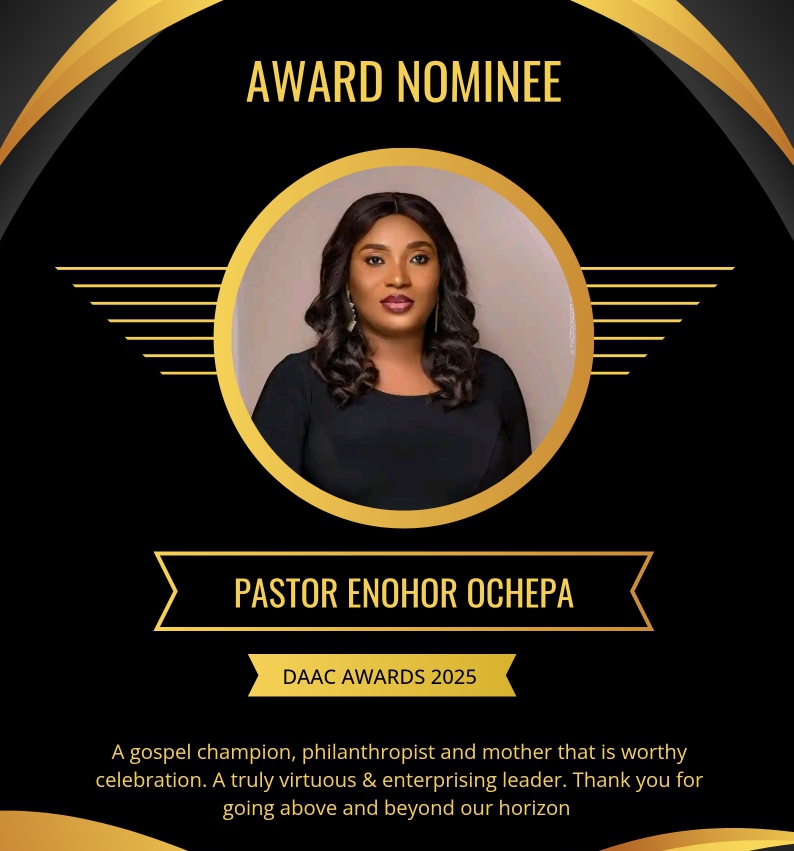 AWARD NOMINEE
PASTOR ENOHOR OCHEPA
DAAC AWARDS 2025
A gospel champion, philanthropist and mother that is worthy
celebration. A truly virtuous & enterprising leader. Thank you for
going above and beyond our horizon